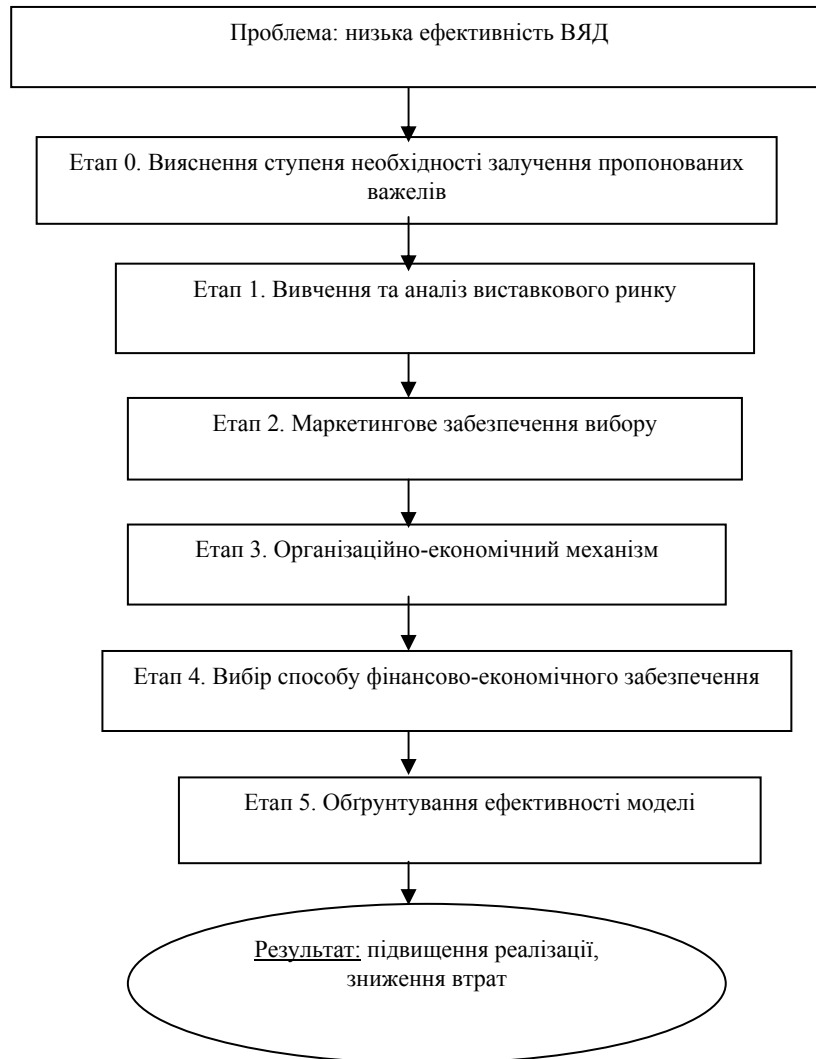 Проблема: низька ефективність ВЯД
Етап 0. Вияснення ступеня необхідності залучення пропонованих
важелів
Етап 1. Вивчення та аналіз виставкового ринку
Етап 2. Маркетингове забезпечення вибору
Етап 3. Організаційно-економічний механізм
Етап 4. Вибір способу фінансово-економічного забезпечення
Етап 5. Обґрунтування ефективності моделі
Результат: підвищення реалізації,
зниження втрат